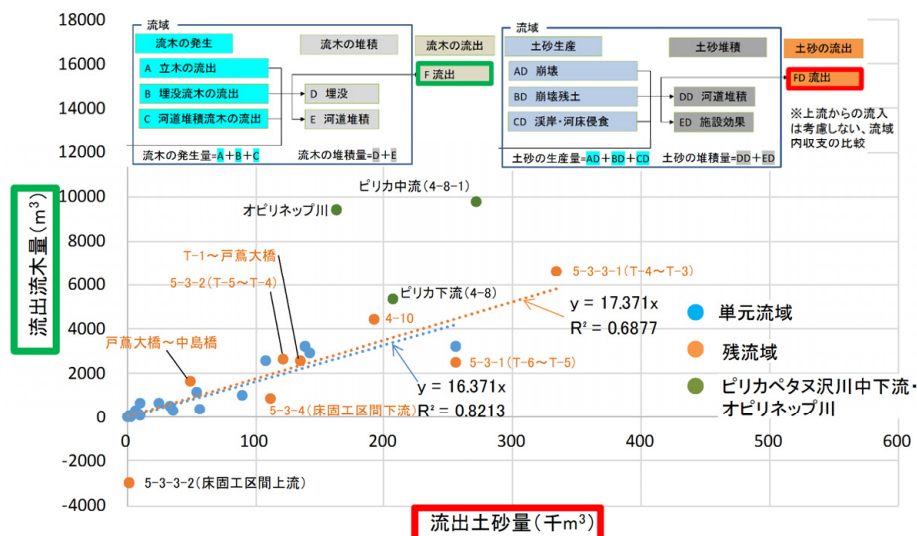 流域
流木の発生
流木の堆積
流木の流出
A 立木の流出
B 埋没流木の流出
C 河道堆積流木の流出
D 埋没
E 河道堆積
F 流出
流木の発生量=A+B+C
流木の堆積量=D+E
流域
土砂生産
土砂堆積
土砂の流出
AD 崩壊
BD 崩壊残土
CD 渓岸・河床侵食
DD 河道堆積
ED 施設効果
FD 流出
土砂の生産量=AD+BD+CD
土砂の堆積量=DD+ED
※上流からの流入
は考慮しない、流域
内収支の比較
18000
16000
14000
12000
10000
8000
6000
4000
2000
0
-2000
-4000
流出流木量(m³)
ピリカ中流(4-8-1)
オピリネップ川
T-1~戸蔦大橋
5-3-2(T-5~T-4)
ピリカ下流(4-8)
5-3-3-1(T-4~T-3)
4-10
戸蔦大橋~中島橋
5-3-1(T-6~T-5)
5-3-4(床固工区間下流)
5-3-3-2(床固工区間上流)
y = 17.371x
R² = 0.6877
y = 16.371x
R² = 0.8213
単元流域
残流域
ピリカペタヌ沢川中下流・
オピリネップ川
0 100 200 300 400 500 600
流出土砂量(千m³)